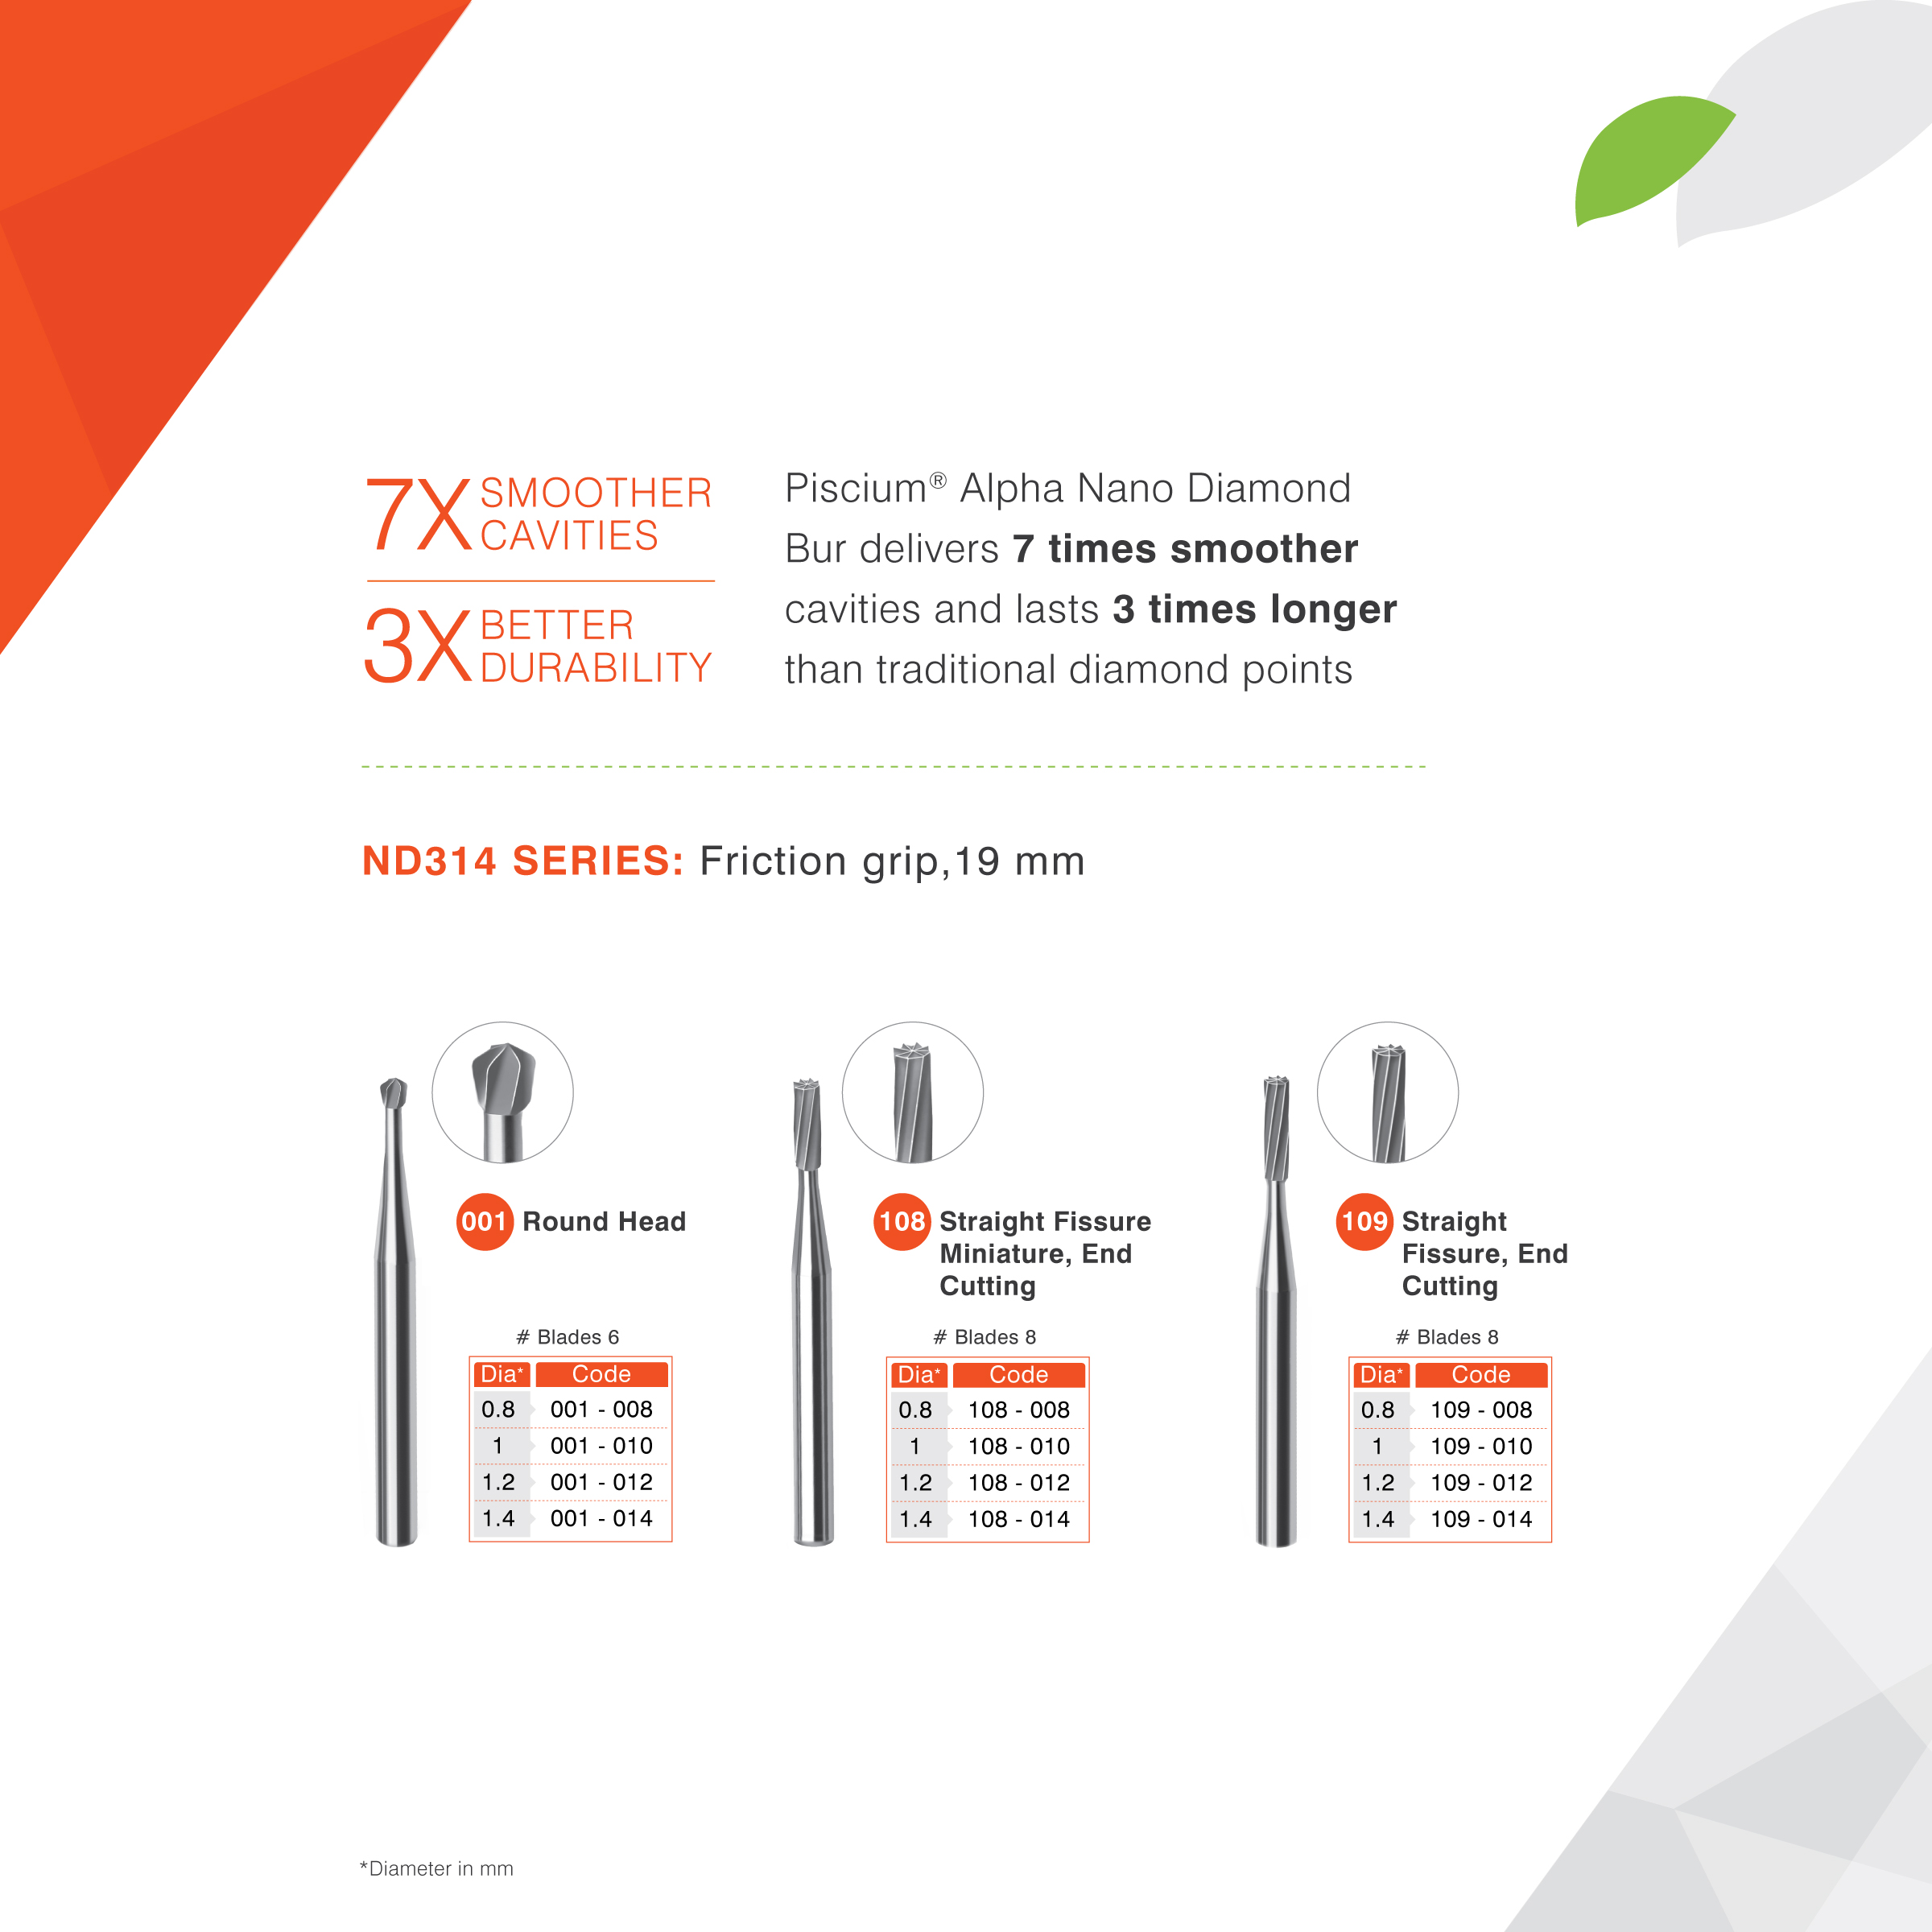 7X SMOOTHER
CAVITIES
3X BETTER
DURABILITY
Piscium® Alpha Nano Diamond
Bur delivers 7 times smoother
cavities and lasts 3 times longer
than traditional diamond points
ND314 SERIES: Friction grip,19 mm
001 Round Head
# Blades 6
Dia* Code
0.8 001 - 008
1 001 - 010
1.2 001 - 012
1.4 001 - 014
108 Straight Fissure
Miniature, End
Cutting
# Blades 8
Dia* Code
0.8 108 - 008
1 108 - 010
1.2 108 - 012
1.4 108 - 014
109 Straight
Fissure, End
Cutting
# Blades 8
Dia* Code
0.8 109 - 008
1 109 - 010
1.2 109 - 012
1.4 109 - 014
*Diameter in mm